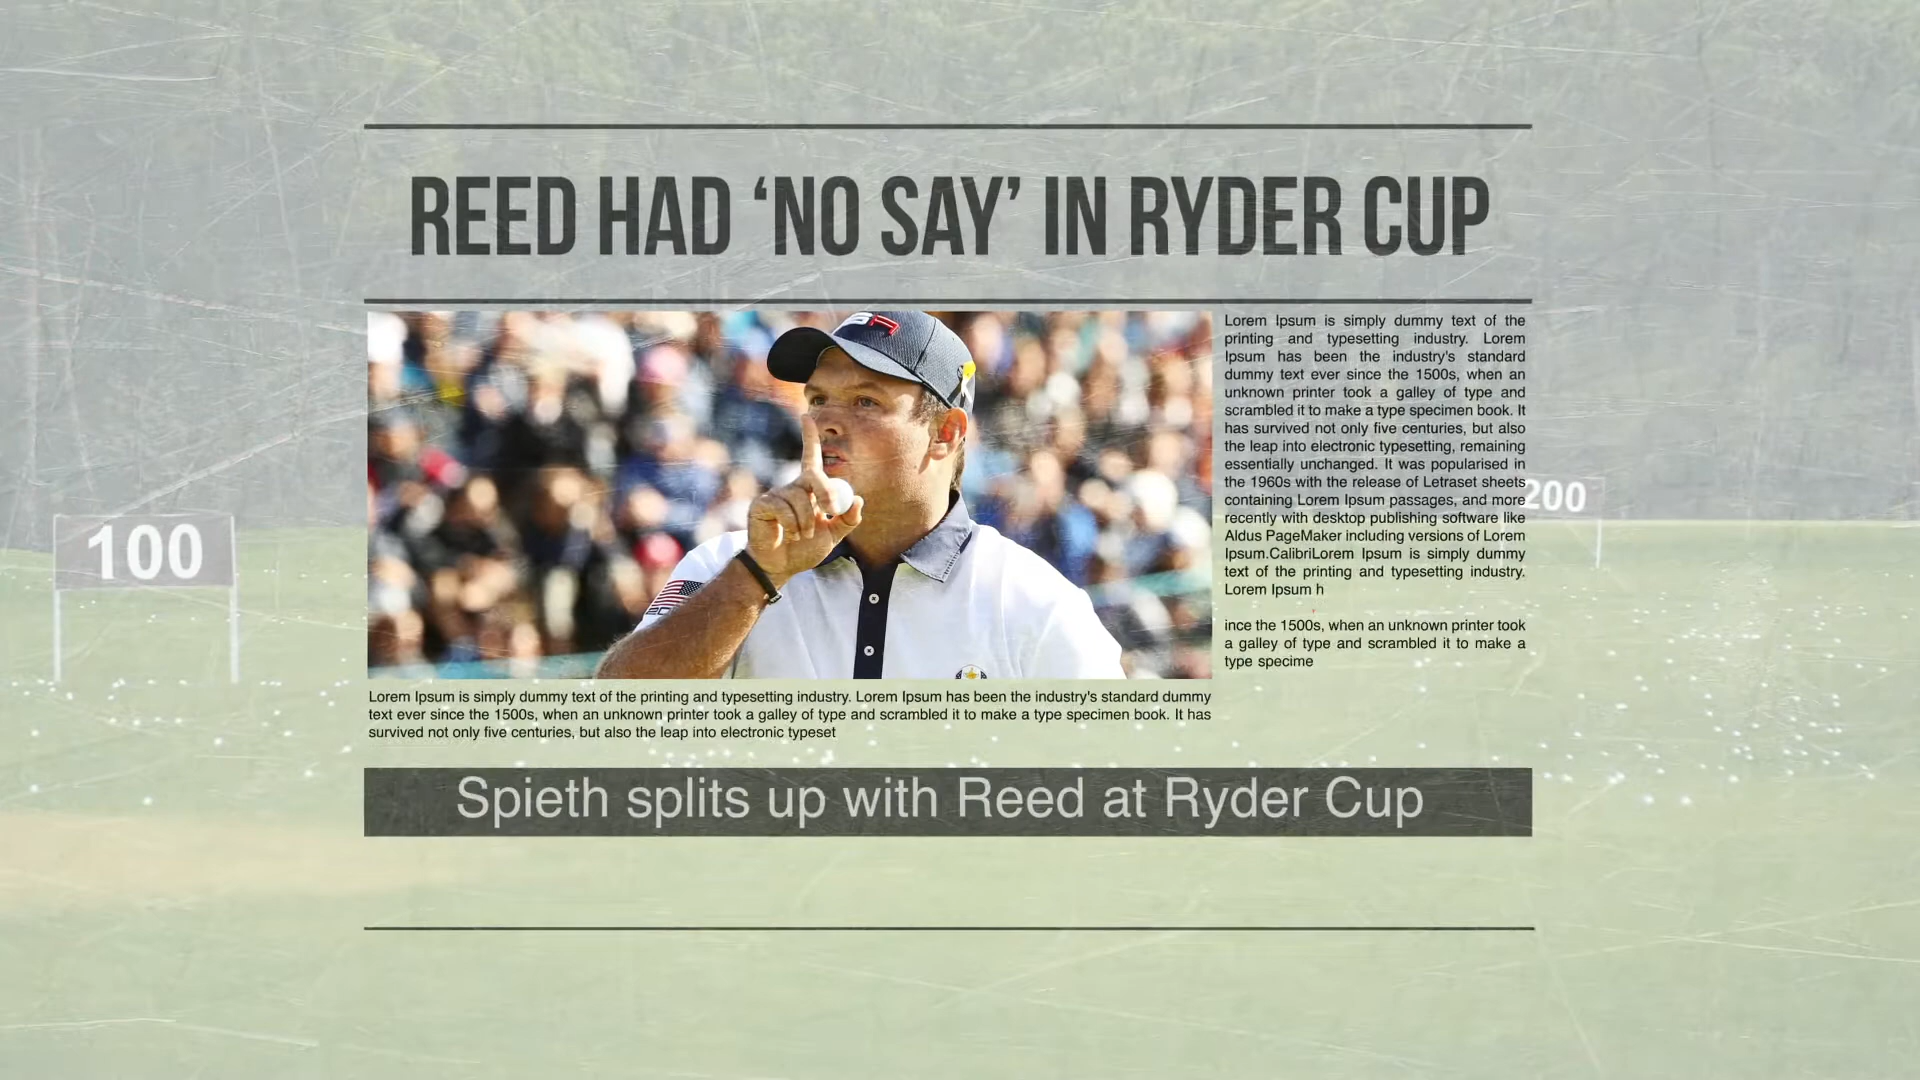 REED HAD ‘NO SAY’ IN RYDER CUP
Lorem Ipsum is simply dummy text of the
printing and typesetting industry. Lorem
Ipsum has been the industry's standard
dummy text ever since the 1500s, when an
unknown printer took a galley of type and
scrambled it to make a type specimen book. It
has survived not only five centuries, but also
the leap into electronic typesetting, remaining
essentially unchanged. It was popularised in
the 1960s with the release of Letraset sheets
containing Lorem Ipsum passages, and more
recently with desktop publishing software like
Aldus PageMaker including versions of Lorem
Ipsum.CalibriLorem Ipsum is simply dummy
text of the printing and typesetting industry.
Lorem Ipsum h
ince the 1500s, when an unknown printer took
a galley of type and scrambled it to make a
type specime
100
200
Lorem Ipsum is simply dummy text of the printing and typesetting industry. Lorem Ipsum has been the industry's standard dummy
text ever since the 1500s, when an unknown printer took a galley of type and scrambled it to make a type specimen book. It has
survived not only five centuries, but also the leap into electronic typeset
Spieth splits up with Reed at Ryder Cup